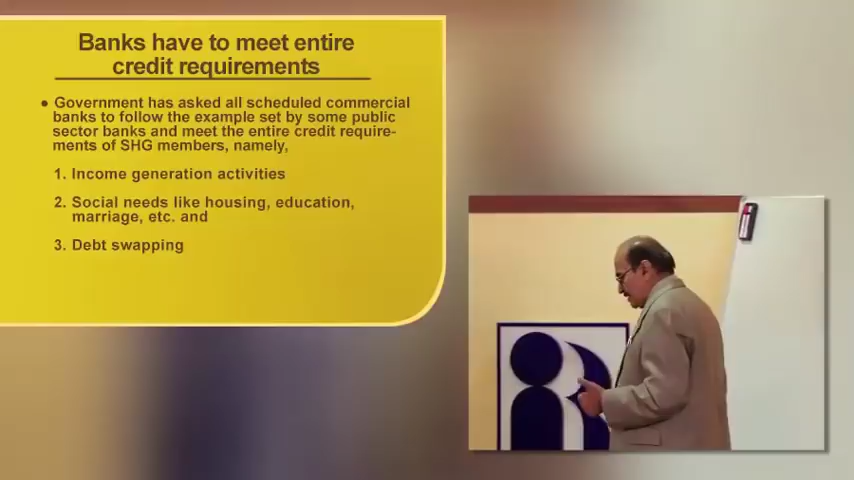 Banks have to meet entire
credit requirements
● Government has asked all scheduled commercial
banks to follow the example set by some public
sector banks and meet the entire credit require-
ments of SHG members, namely,
1. Income generation activities
2. Social needs like housing, education,
marriage, etc. and
3. Debt swapping